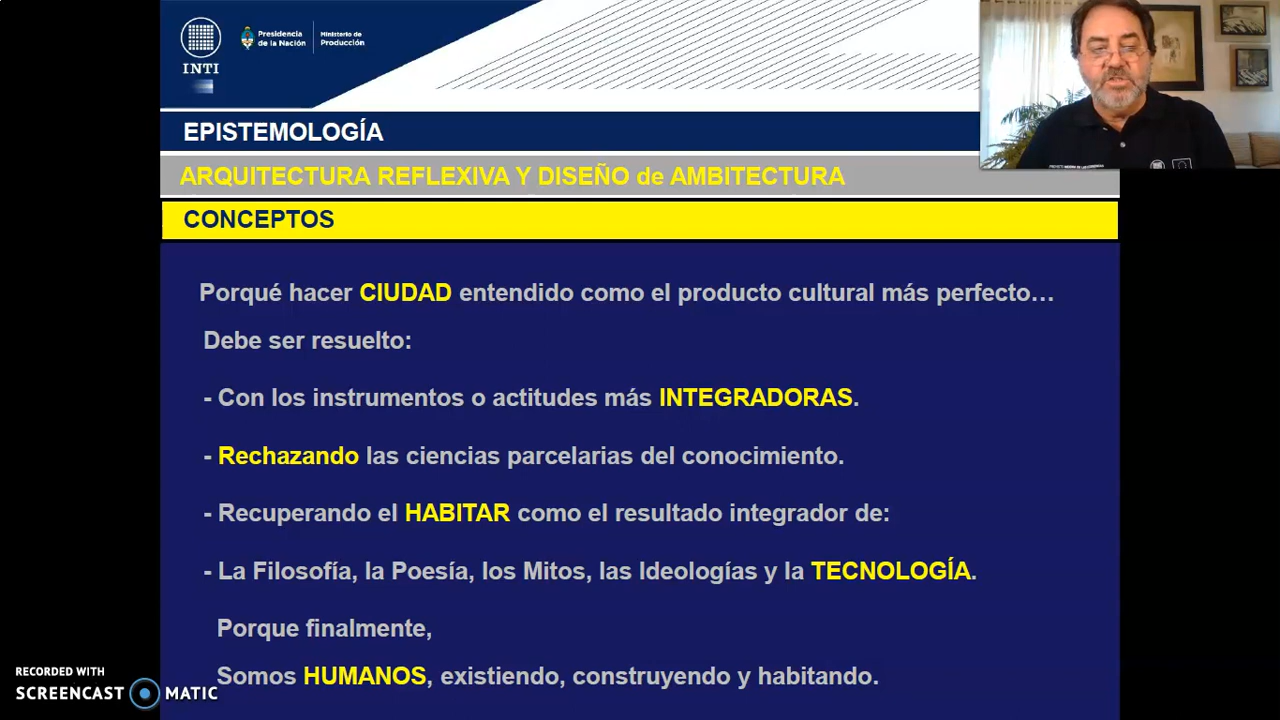 INTI
Presidencia
de la Nación
Ministerio de
Producción
EPISTEMOLOGÍA
ARQUITECTURA REFLEXIVA Y DISEÑO de AMBITECTURA
CONCEPTOS
Porqué hacer CIUDAD entendido como el producto cultural más perfecto…
Debe ser resuelto:
- Con los instrumentos o actitudes más INTEGRADORAS.
- Rechazando las ciencias parcelarias del conocimiento.
- Recuperando el HABITAR como el resultado integrador de:
- La Filosofía, la Poesía, los Mitos, las Ideologías y la TECNOLOGÍA.
Porque finalmente,
Somos HUMANOS, existiendo, construyendo y habitando.
RECORDED WITH
SCREENCAST MATIC